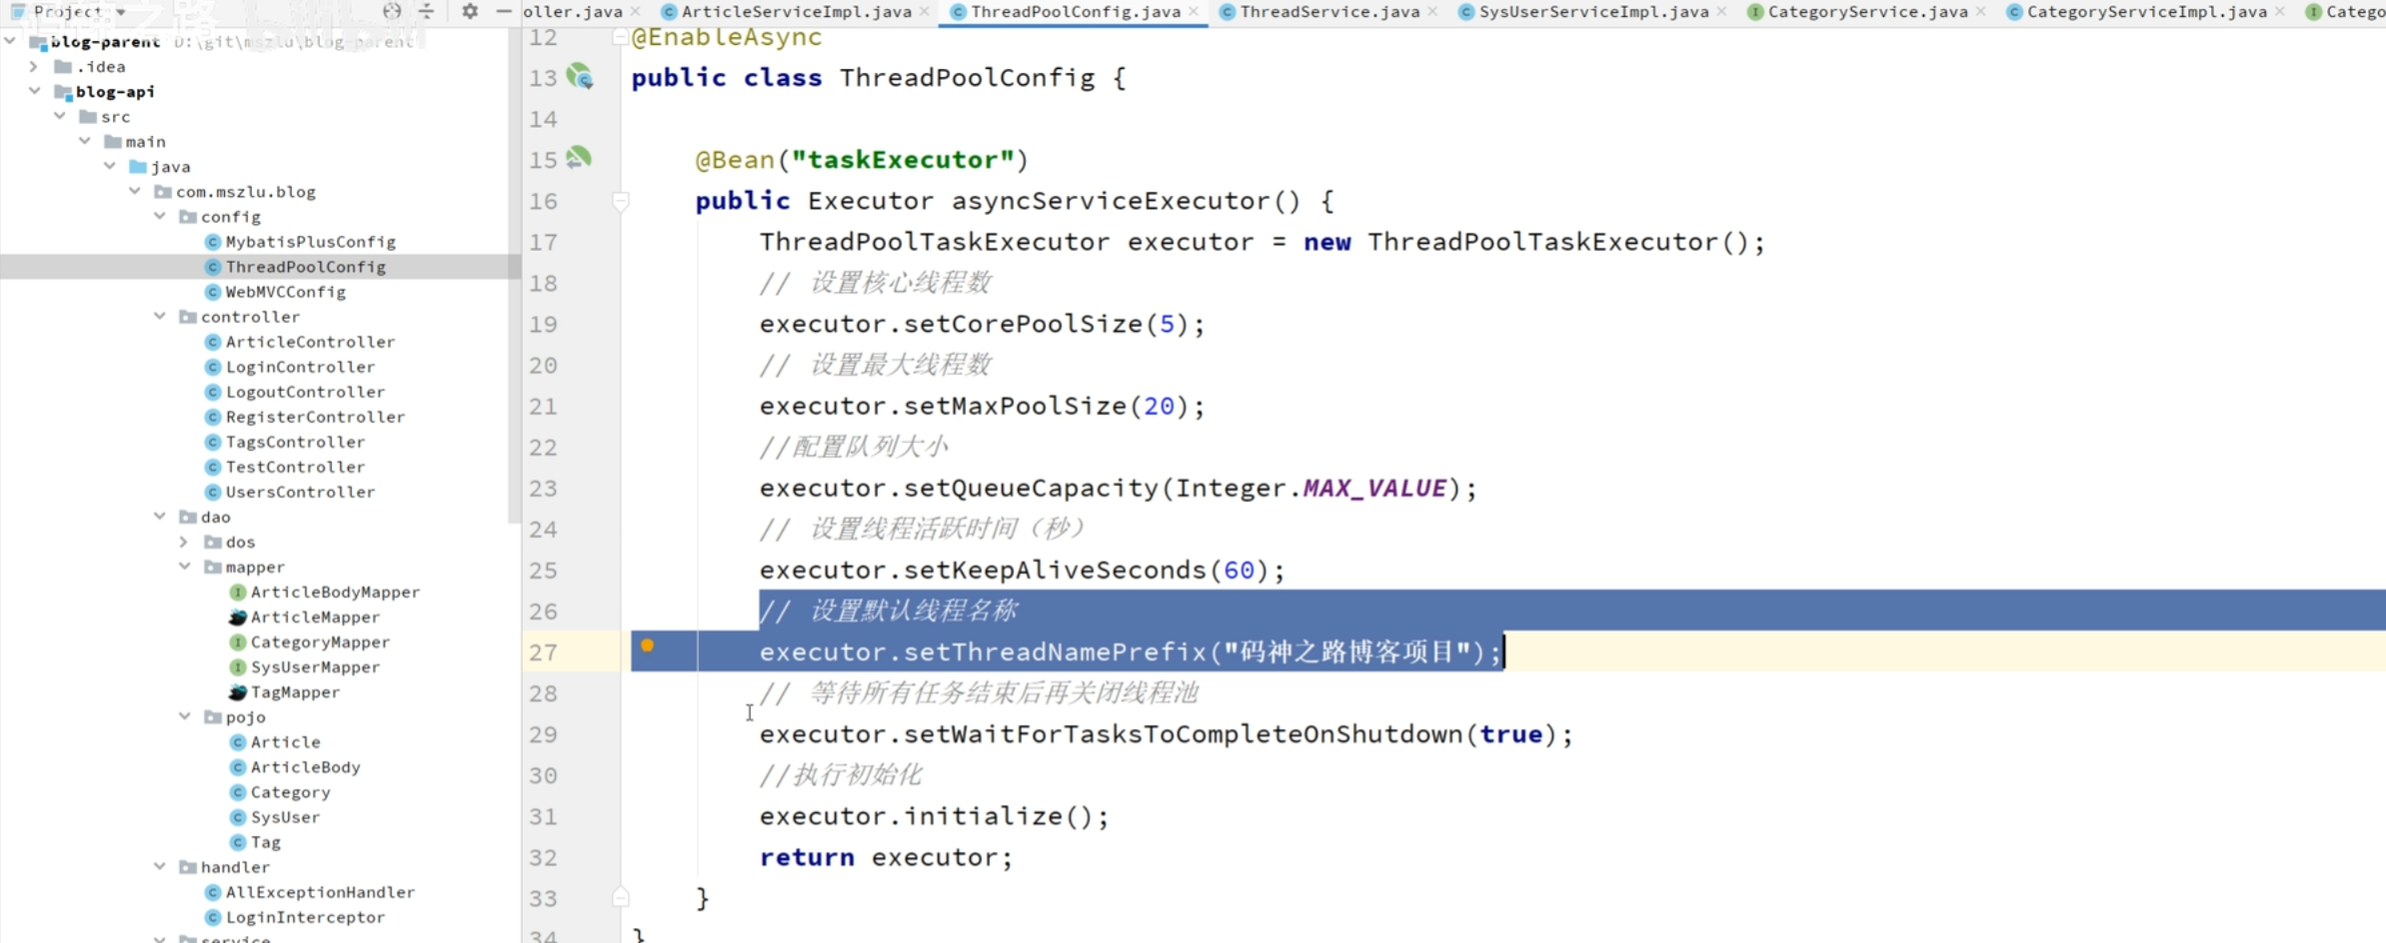 Project
oller.java
ArticleServiceImpl.java
ThreadPoolConfig.java
ThreadService.java
SysUserServiceImpl.java
CategoryService.java
CategoryServiceImpl.java
Catego
blog-parent D:\git\mszlu\blog-parent
.idea
blog-api
src
main
java
com.mszlu.blog
config
MybatisPlusConfig
ThreadPoolConfig
WebMVCConfig
controller
ArticleController
LoginController
LogoutController
RegisterController
TagsController
TestController
UsersController
dao
dos
mapper
ArticleBodyMapper
ArticleMapper
CategoryMapper
SysUserMapper
TagMapper
pojo
Article
ArticleBody
Category
SysUser
Tag
handler
AllExceptionHandler
LoginInterceptor
service
12 @EnableAsync
13 public class ThreadPoolConfig {
14
15 @Bean("taskExecutor")
16 public Executor asyncServiceExecutor() {
17 ThreadPoolTaskExecutor executor = new ThreadPoolTaskExecutor();
18 // 设置核心线程数
19 executor.setCorePoolSize(5);
20 // 设置最大线程数
21 executor.setMaxPoolSize(20);
22 //配置队列大小
23 executor.setQueueCapacity(Integer.MAX_VALUE);
24 // 设置线程活跃时间（秒）
25 executor.setKeepAliveSeconds(60);
26 // 设置默认线程名称
27 executor.setThreadNamePrefix("码神之路博客项目");
28 // 等待所有任务结束后再关闭线程池
29 executor.setWaitForTasksToCompleteOnShutdown(true);
30 //执行初始化
31 executor.initialize();
32 return executor;
33 }
34 }